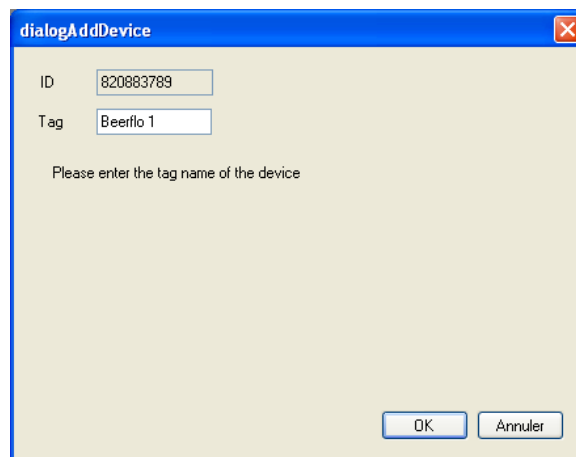 dialogAddDevice
ID 820883789
Tag Beerflo 1
Please enter the tag name of the device
OK Annuler